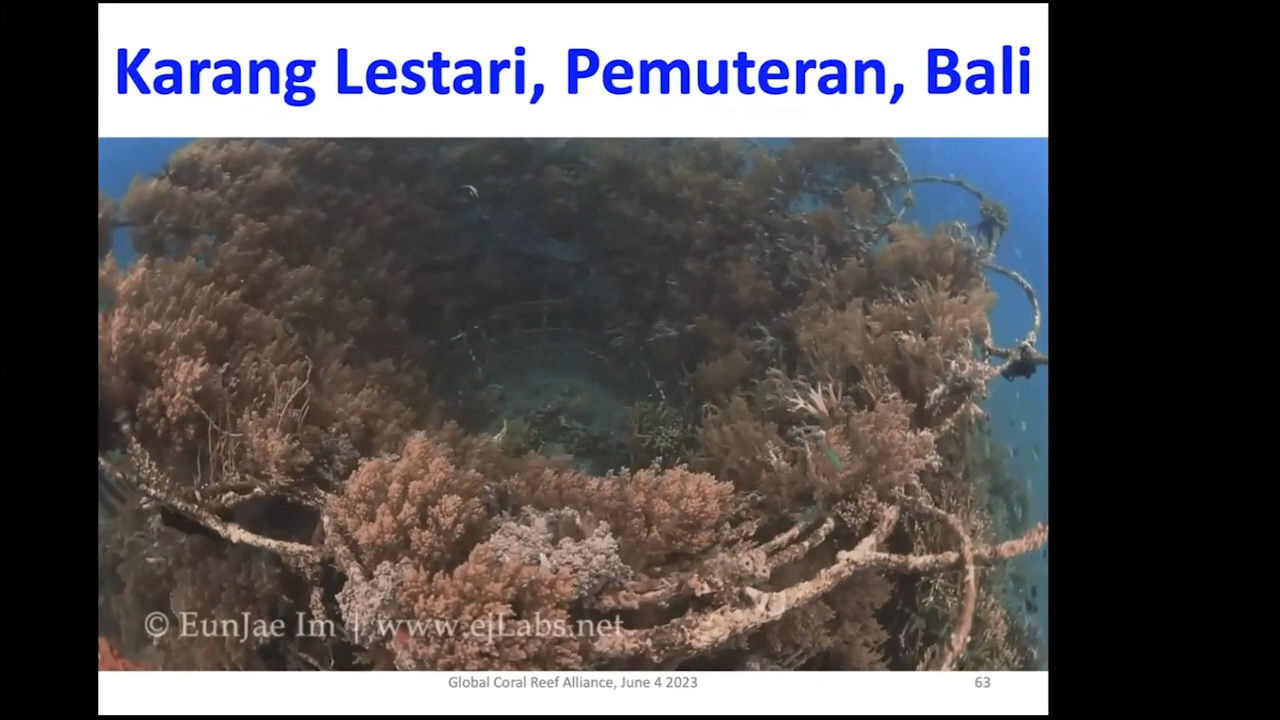 Karang Lestari, Pemuteran, Bali
© EunJae Im | www.ejLabs.net
Global Coral Reef Alliance, June 4 2023
63